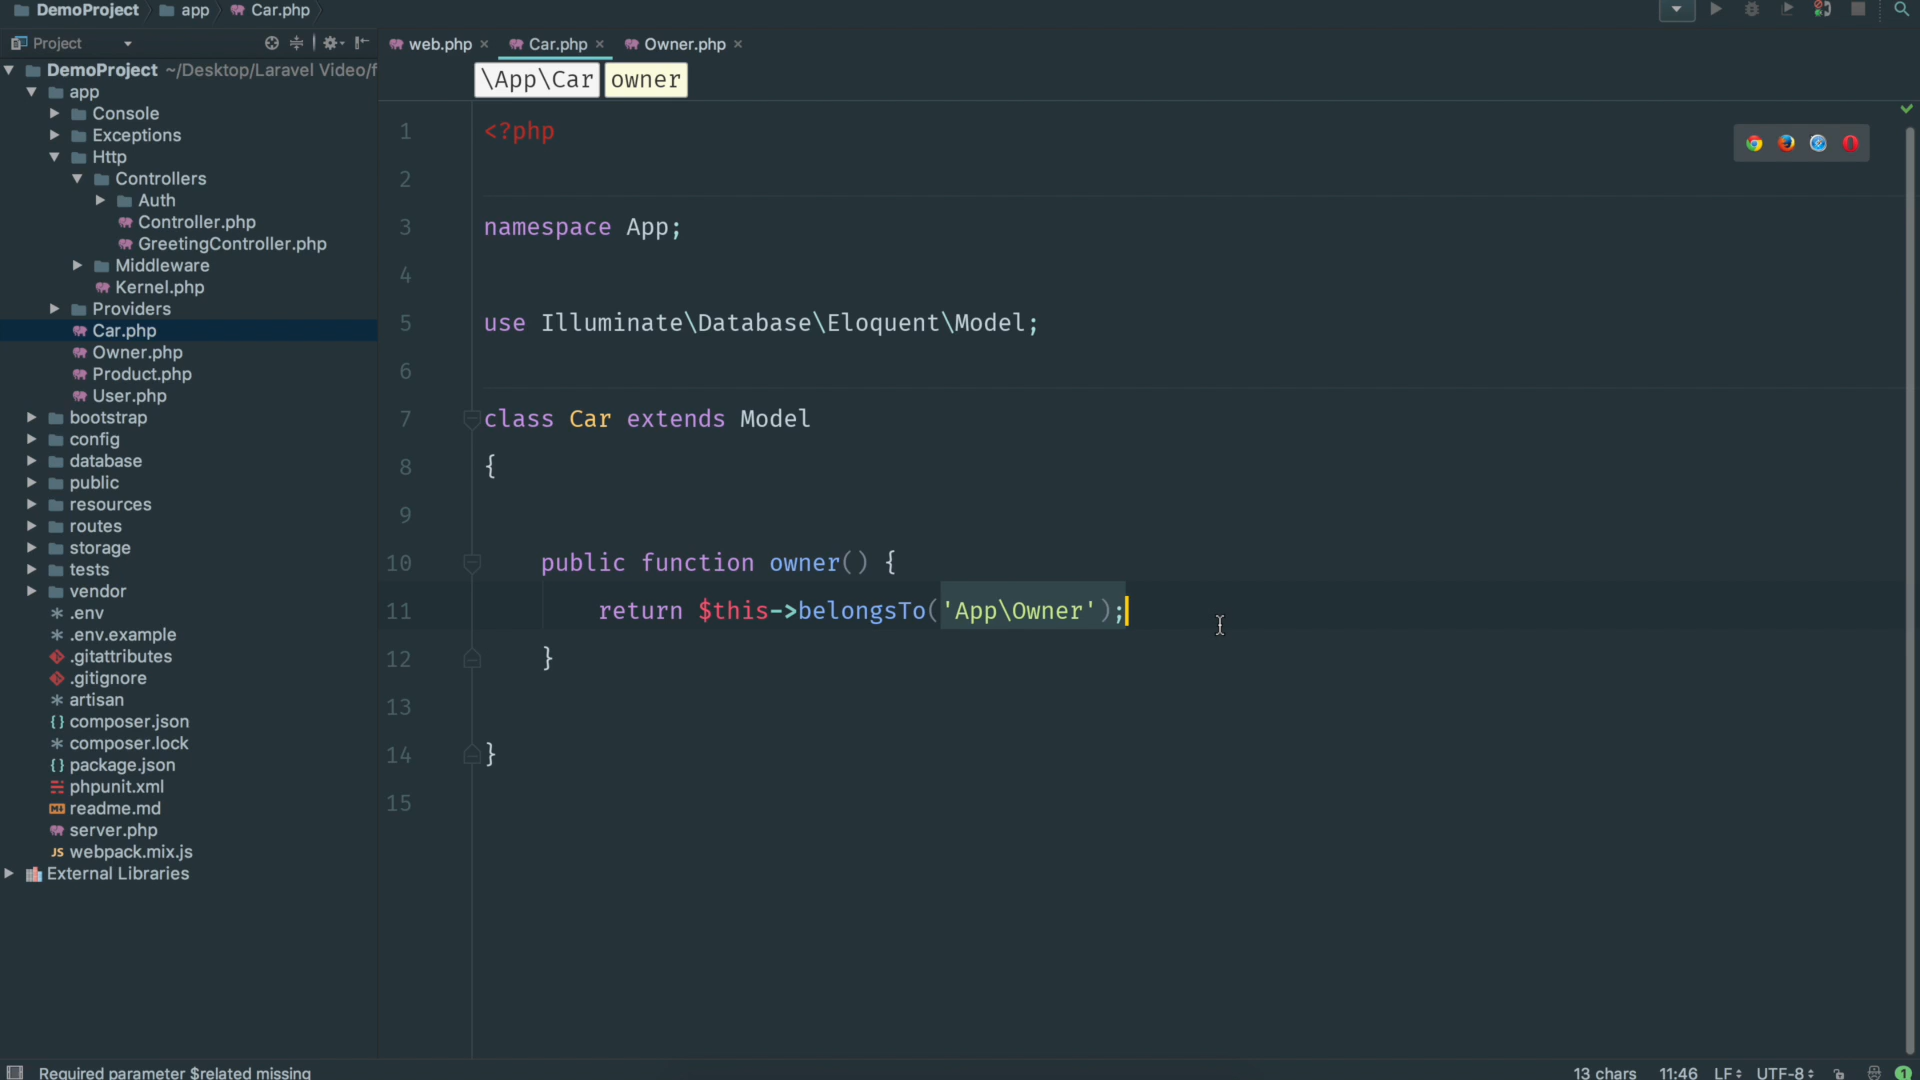 DemoProject app Car.php
Project
web.php × Car.php × Owner.php ×
DemoProject ~/Desktop/Laravel Video/f
\App\Car owner
app
Console
Exceptions
Http
Controllers
Auth
Controller.php
GreetingController.php
Middleware
Kernel.php
Providers
Car.php
Owner.php
Product.php
User.php
bootstrap
config
database
public
resources
routes
storage
tests
vendor
.env
.env.example
.gitattributes
.gitignore
artisan
{} composer.json
composer.lock
{} package.json
phpunit.xml
readme.md
server.php
JS webpack.mix.js
External Libraries
1 <?php
2
3 namespace App;
4
5 use Illuminate\Database\Eloquent\Model;
6
7 class Car extends Model
8 {
9
10 public function owner() {
11 return $this->belongsTo('App\Owner');
12 }
13
14 }
15
Required parameter $related missing
13 chars 11:46 LF UTF-8 1